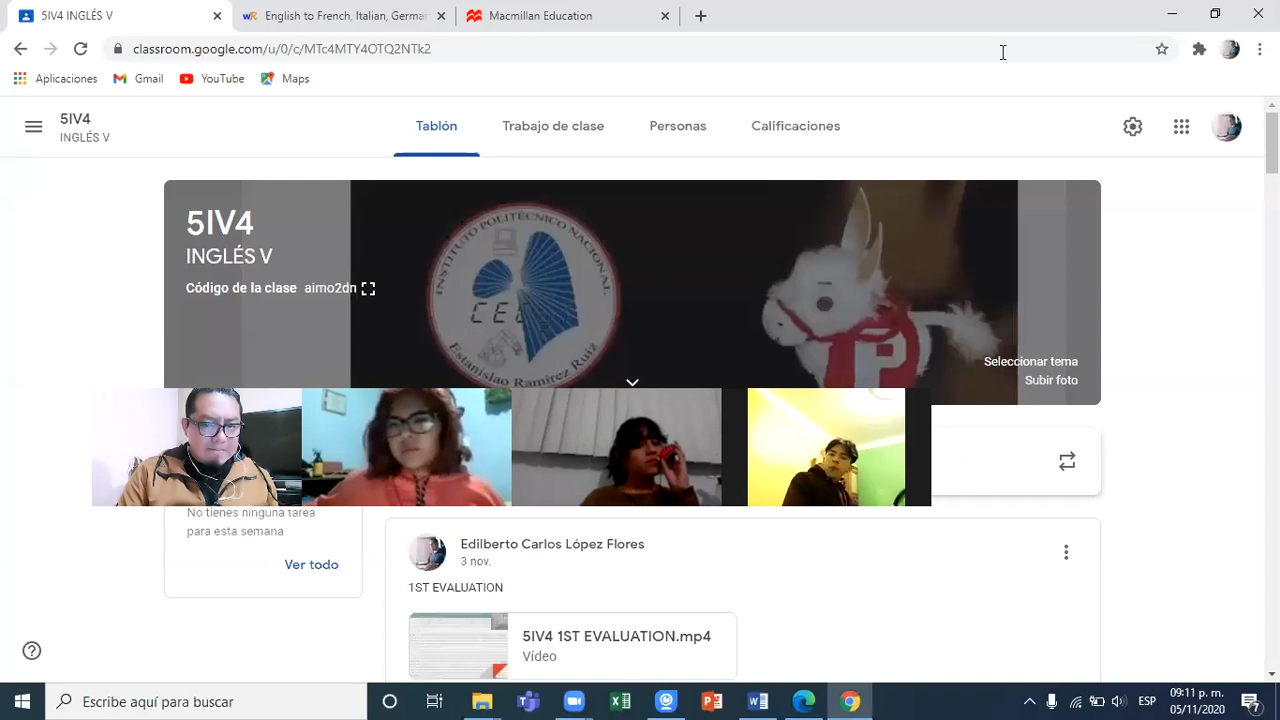 5IV4 INGLÉS V
English to French, Italian, German
Macmillan Education
classroom.google.com/u/0/c/MTc4MTY4OTQ2NTk2
Aplicaciones
Gmail
YouTube
Maps
5IV4
INGLÉS V
Tablón
Trabajo de clase
Personas
Calificaciones
5IV4
INGLÉS V
Código de la clase aimo2dn
INSTITUTO POLITÉCNICO NACIONAL
Estanislao Ramírez Ruiz
Seleccionar tema
Subir foto
No tienes ninguna tarea
para esta semana
Ver todo
Edilberto Carlos López Flores
3 nov.
1ST EVALUATION
5IV4 1ST EVALUATION.mp4
Vídeo
Escribe aquí para buscar
ESP
09:11 p. m.
05/11/2020
7